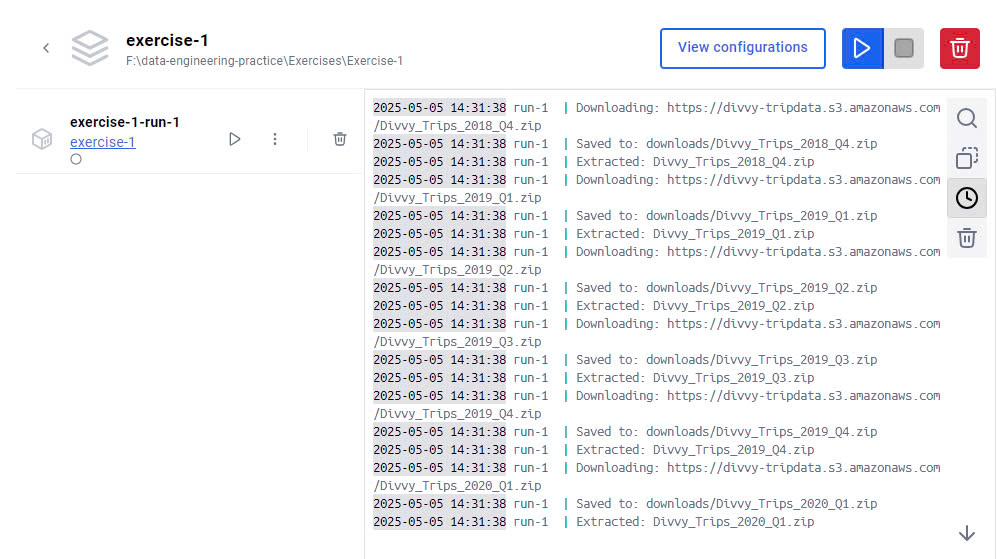 exercise-1
F:\data-engineering-practice\Exercises\Exercise-1
View configurations
exercise-1-run-1
exercise-1
2025-05-05 14:31:38 run-1 | Downloading: https://divvy-tripdata.s3.amazonaws.com
/Divvy_Trips_2018_Q4.zip
2025-05-05 14:31:38 run-1 | Saved to: downloads/Divvy_Trips_2018_Q4.zip
2025-05-05 14:31:38 run-1 | Extracted: Divvy_Trips_2018_Q4.zip
2025-05-05 14:31:38 run-1 | Downloading: https://divvy-tripdata.s3.amazonaws.com
/Divvy_Trips_2019_Q1.zip
2025-05-05 14:31:38 run-1 | Saved to: downloads/Divvy_Trips_2019_Q1.zip
2025-05-05 14:31:38 run-1 | Extracted: Divvy_Trips_2019_Q1.zip
2025-05-05 14:31:38 run-1 | Downloading: https://divvy-tripdata.s3.amazonaws.com
/Divvy_Trips_2019_Q2.zip
2025-05-05 14:31:38 run-1 | Saved to: downloads/Divvy_Trips_2019_Q2.zip
2025-05-05 14:31:38 run-1 | Extracted: Divvy_Trips_2019_Q2.zip
2025-05-05 14:31:38 run-1 | Downloading: https://divvy-tripdata.s3.amazonaws.com
/Divvy_Trips_2019_Q3.zip
2025-05-05 14:31:38 run-1 | Saved to: downloads/Divvy_Trips_2019_Q3.zip
2025-05-05 14:31:38 run-1 | Extracted: Divvy_Trips_2019_Q3.zip
2025-05-05 14:31:38 run-1 | Downloading: https://divvy-tripdata.s3.amazonaws.com
/Divvy_Trips_2019_Q4.zip
2025-05-05 14:31:38 run-1 | Saved to: downloads/Divvy_Trips_2019_Q4.zip
2025-05-05 14:31:38 run-1 | Extracted: Divvy_Trips_2019_Q4.zip
2025-05-05 14:31:38 run-1 | Downloading: https://divvy-tripdata.s3.amazonaws.com
/Divvy_Trips_2020_Q1.zip
2025-05-05 14:31:38 run-1 | Saved to: downloads/Divvy_Trips_2020_Q1.zip
2025-05-05 14:31:38 run-1 | Extracted: Divvy_Trips_2020_Q1.zip